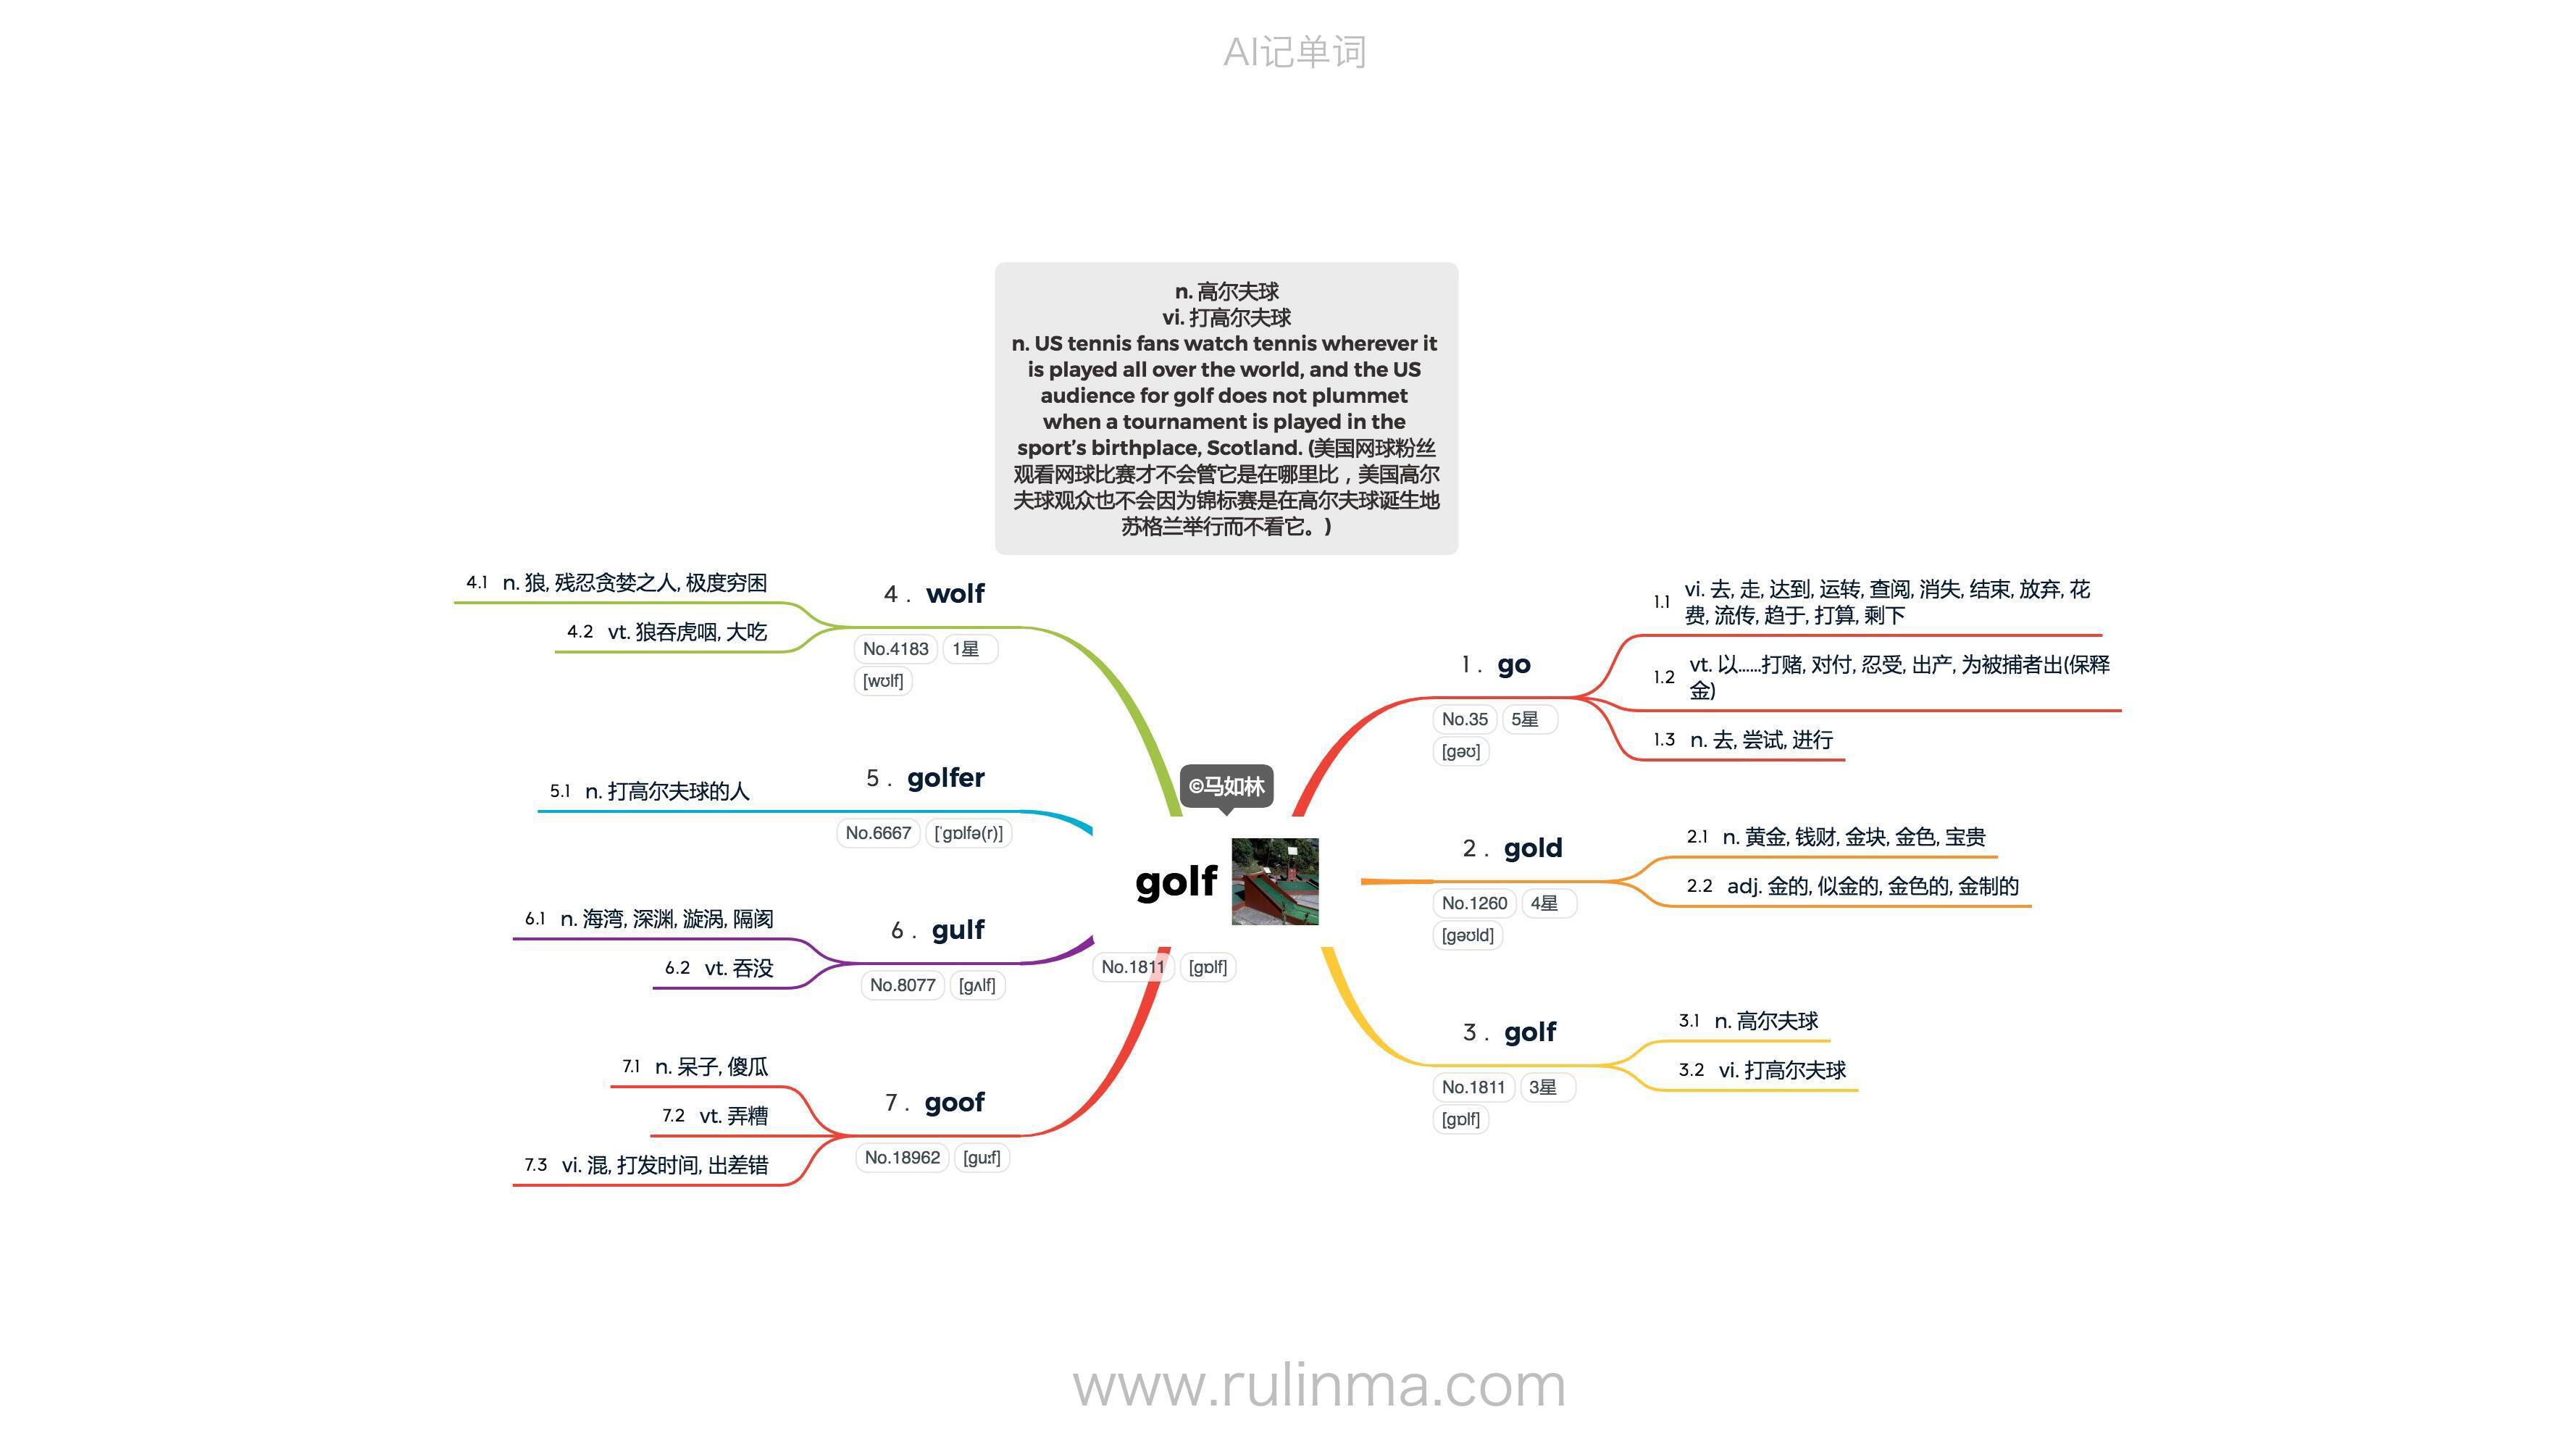 AI记单词
n. 高尔夫球
vi. 打高尔夫球
n. US tennis fans watch tennis wherever it
is played all over the world, and the US
audience for golf does not plummet
when a tournament is played in the
sport’s birthplace, Scotland. (美国网球粉丝
观看网球比赛才不会管它是在哪里比，美国高尔
夫球观众也不会因为锦标赛是在高尔夫球诞生地
苏格兰举行而不看它。)
©马如林
golf
No.1811 [gɒlf]
1. go
No.35 5星
[gəʊ]
1.1 vi. 去, 走, 达到, 运转, 查阅, 消失, 结束, 放弃, 花
费, 流传, 趋于, 打算, 剩下
1.2 vt. 以......打赌, 对付, 忍受, 出产, 为被捕者出(保释
金)
1.3 n. 去, 尝试, 进行
2. gold
No.1260 4星
[gəʊld]
2.1 n. 黄金, 钱财, 金块, 金色, 宝贵
2.2 adj. 金的, 似金的, 金色的, 金制的
3. golf
No.1811 3星
[gɒlf]
3.1 n. 高尔夫球
3.2 vi. 打高尔夫球
4. wolf
No.4183 1星
[wʊlf]
4.1 n. 狼, 残忍贪婪之人, 极度穷困
4.2 vt. 狼吞虎咽, 大吃
5. golfer
No.6667 [ˈgɒlfə(r)]
5.1 n. 打高尔夫球的人
6. gulf
No.8077 [gʌlf]
6.1 n. 海湾, 深渊, 漩涡, 隔阂
6.2 vt. 吞没
7. goof
No.18962 [guːf]
7.1 n. 呆子, 傻瓜
7.2 vt. 弄糟
7.3 vi. 混, 打发时间, 出差错
www.rulinma.com